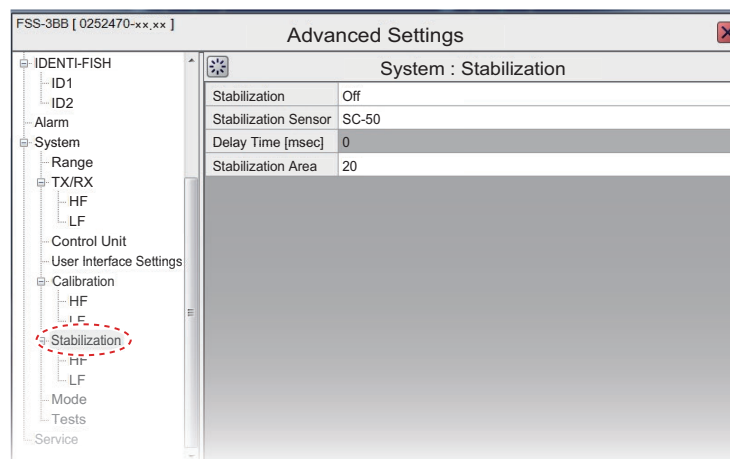 FSS-3BB [ 0252470-××.×× ]
Advanced Settings
IDENTI-FISH
ID1
ID2
Alarm
System
Range
TX/RX
HF
LF
Control Unit
User Interface Settings
Calibration
HF
LF
Stabilization
HF
LF
Mode
Tests
Service
System : Stabilization
Stabilization Off
Stabilization Sensor SC-50
Delay Time [msec] 0
Stabilization Area 20